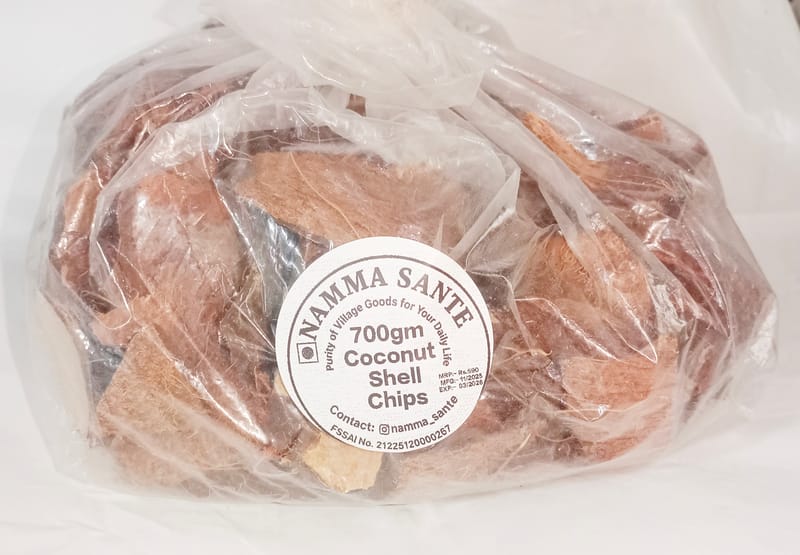 NAMMA SANTE
Purity of Village Goods for Your Daily Life
700gm
Coconut
Shell
Chips
MRP:- Rs.590
MFG:- 11/2025
EXP:- 03/2026
Contact: namma_sante
FSSAI No. 21225120000267